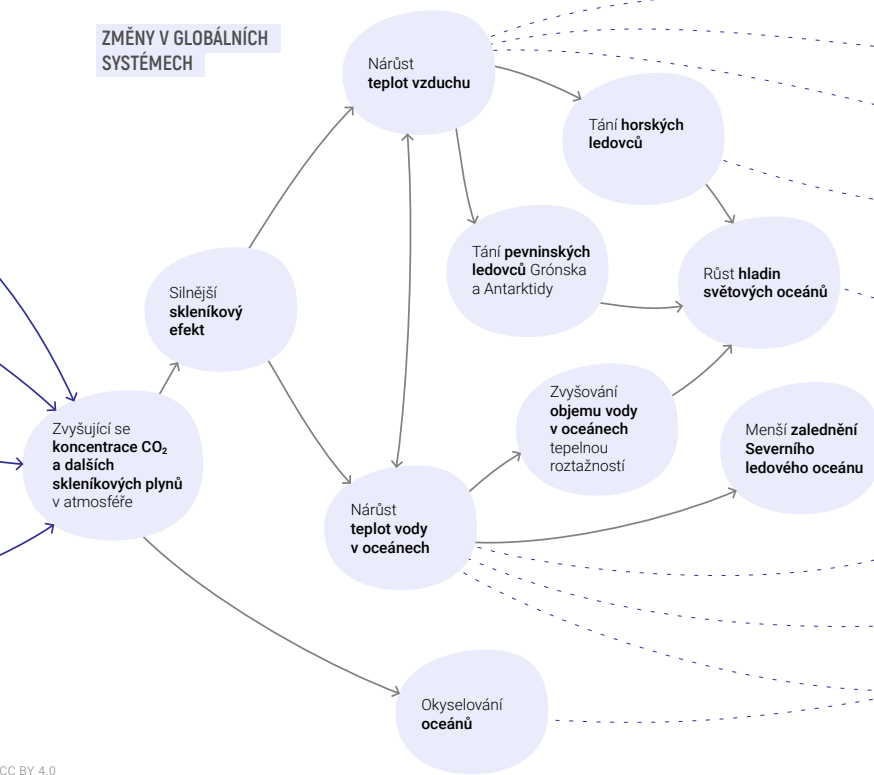 ZMĚNY V GLOBÁLNÍCH
SYSTÉMECH
Nárůst
teplot vzduchu
Tání horských
ledovců
Tání pevninských
ledovců Grónska
a Antarktidy
Růst hladin
světových oceánů
Silnější
skleníkový
efekt
Zvyšování
objemu vody
v oceánech
tepelnou
roztažností
Menší zalednění
Severního
ledového oceánu
Zvyšující se
koncentrace CO₂
a dalších
skleníkových plynů
v atmosféře
Nárůst
teplot vody
v oceánech
Okyselování
oceánů
CC BY 4.0